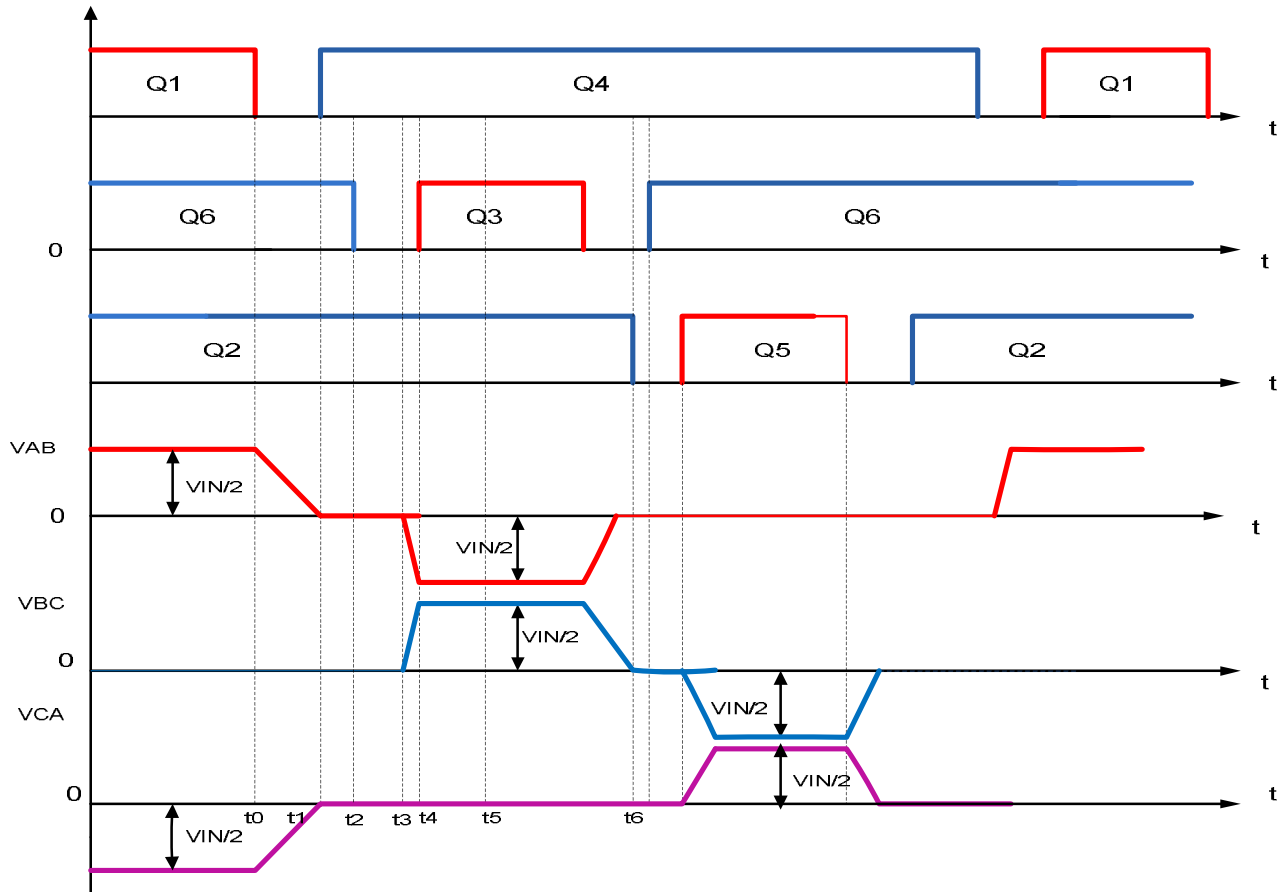 Q1 Q4 Q1
t
Q6 Q3 Q6
0 t
Q2 Q5 Q2
t
VAB
VIN/2
0 t
VIN/2
VBC
VIN/2
0 t
VCA
VIN/2
VIN/2
0 t
t0 t1 t2 t3 t4 t5 t6
VIN/2